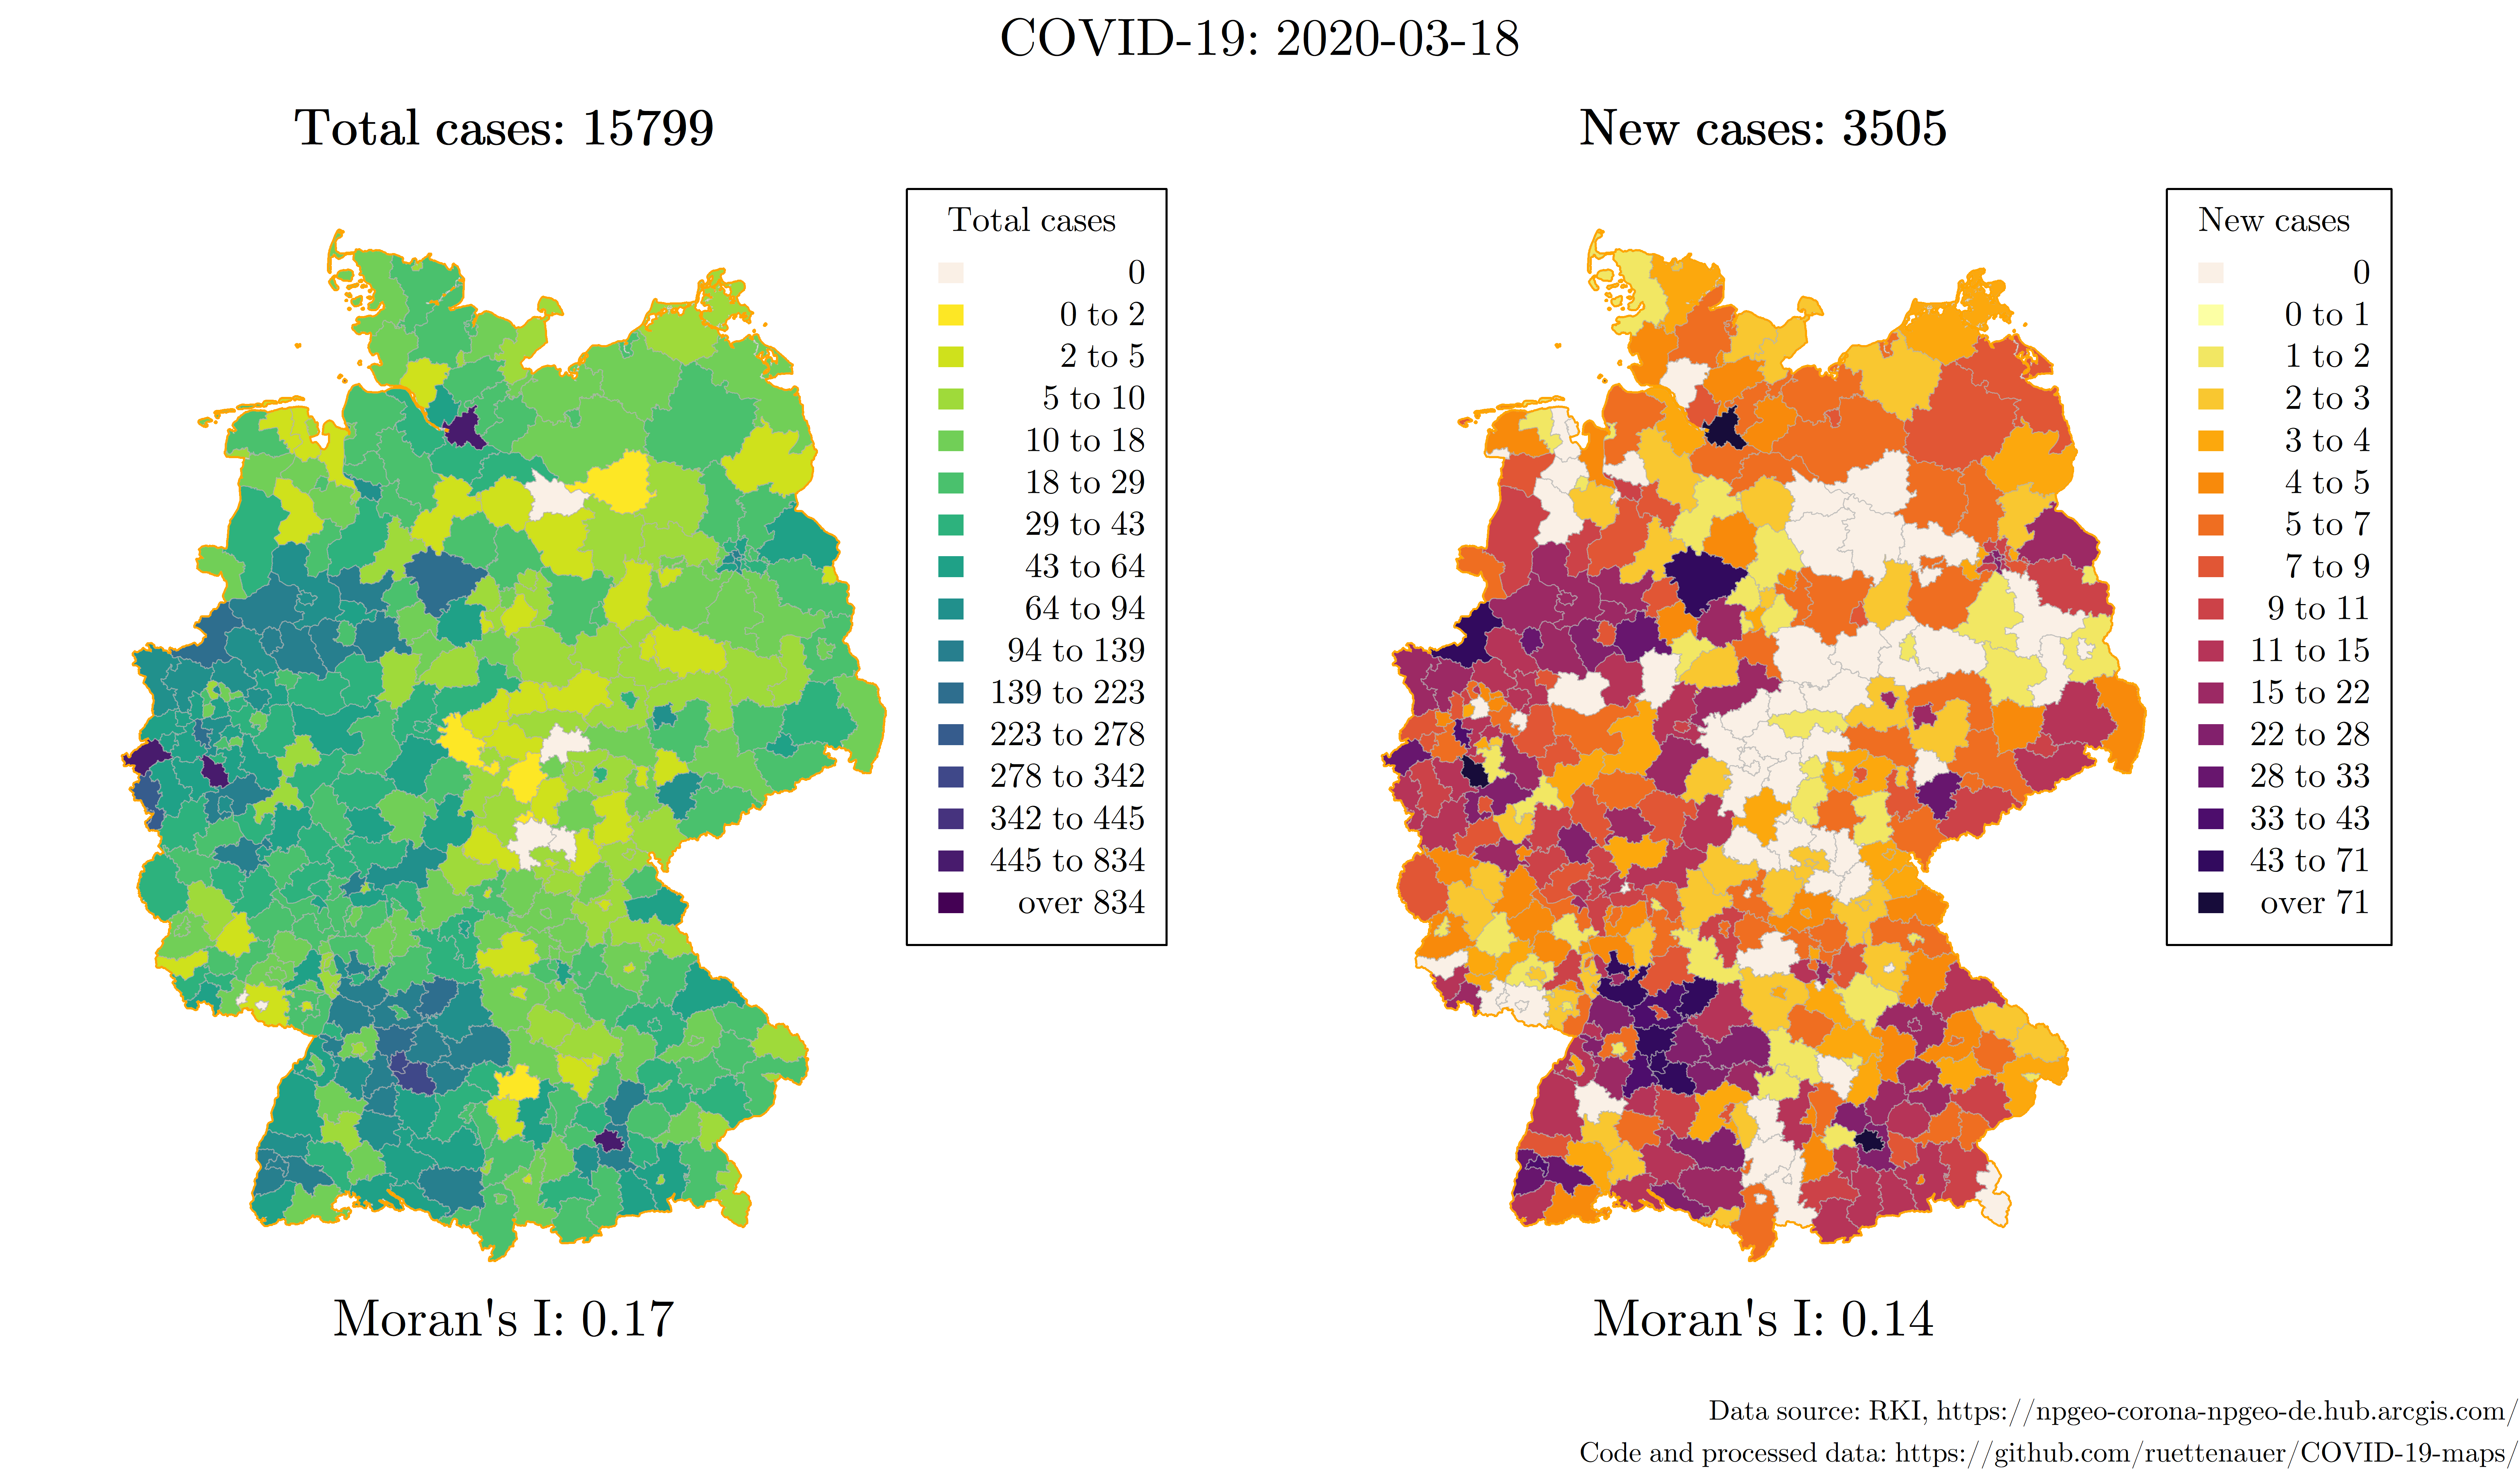 COVID-19: 2020-03-18
Total cases: 15799
Total cases
0
0 to 2
2 to 5
5 to 10
10 to 18
18 to 29
29 to 43
43 to 64
64 to 94
94 to 139
139 to 223
223 to 278
278 to 342
342 to 445
445 to 834
over 834
Moran's I: 0.17
New cases: 3505
New cases
0
0 to 1
1 to 2
2 to 3
3 to 4
4 to 5
5 to 7
7 to 9
9 to 11
11 to 15
15 to 22
22 to 28
28 to 33
33 to 43
43 to 71
over 71
Moran's I: 0.14
Data source: RKI, https://npgeo-corona-npgeo-de.hub.arcgis.com/
Code and processed data: https://github.com/ruettenauer/COVID-19-maps/